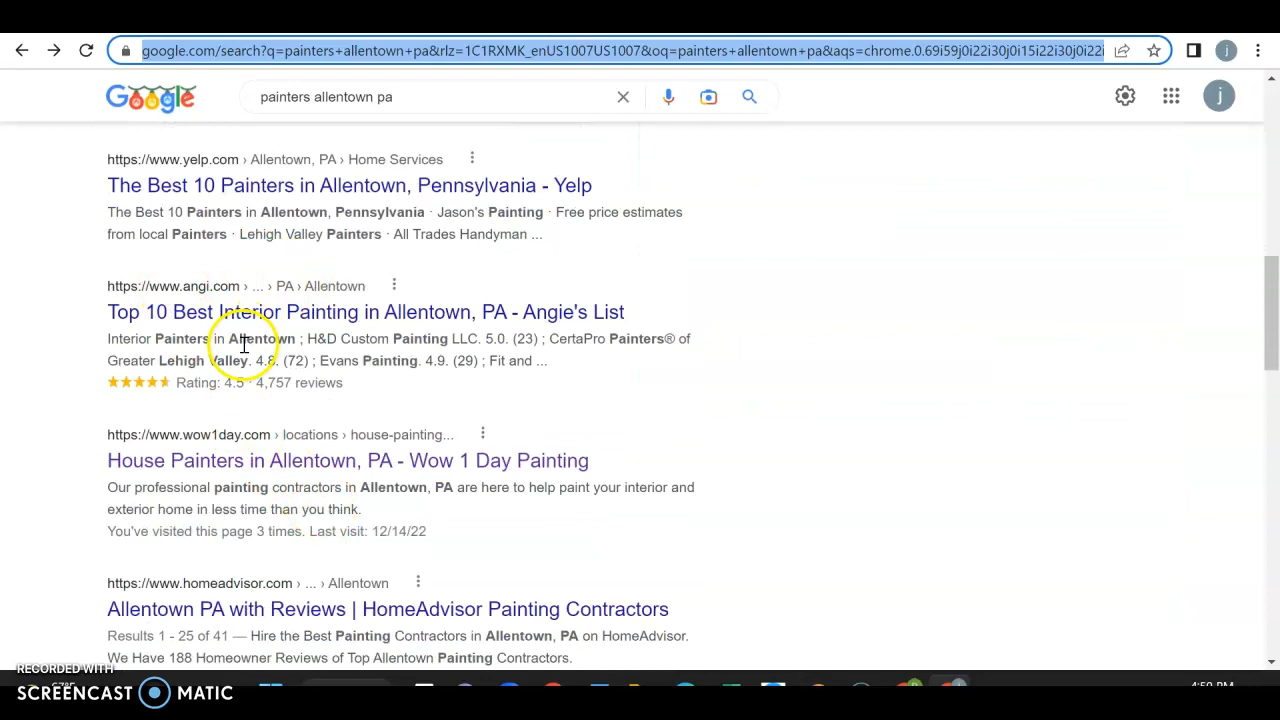 google.com/search?q=painters+allentown+pa&rlz=1C1RXMK_enUS1007US1007&oq=painters+allentown+pa&aqs=chrome.0.69i59j0i22i30j0i15i22i30j0i22i
j
Google
painters allentown pa
j
https://www.yelp.com › Allentown, PA › Home Services
The Best 10 Painters in Allentown, Pennsylvania - Yelp
The Best 10 Painters in Allentown, Pennsylvania · Jason's Painting · Free price estimates
from local Painters · Lehigh Valley Painters · All Trades Handyman ...
https://www.angi.com › ... › PA › Allentown
Top 10 Best Interior Painting in Allentown, PA - Angie's List
Interior Painters in Allentown ; H&D Custom Painting LLC. 5.0. (23) ; CertaPro Painters® of
Greater Lehigh Valley. 4.8. (72) ; Evans Painting. 4.9. (29) ; Fit and ...
Rating: 4.5 · 4,757 reviews
https://www.wow1day.com › locations › house-painting...
House Painters in Allentown, PA - Wow 1 Day Painting
Our professional painting contractors in Allentown, PA are here to help paint your interior and
exterior home in less time than you think.
You've visited this page 3 times. Last visit: 12/14/22
https://www.homeadvisor.com › ... › Allentown
Allentown PA with Reviews | HomeAdvisor Painting Contractors
Results 1 - 25 of 41 — Hire the Best Painting Contractors in Allentown, PA on HomeAdvisor.
We Have 188 Homeowner Reviews of Top Allentown Painting Contractors.
RECORDED WITH
SCREENCAST MATIC